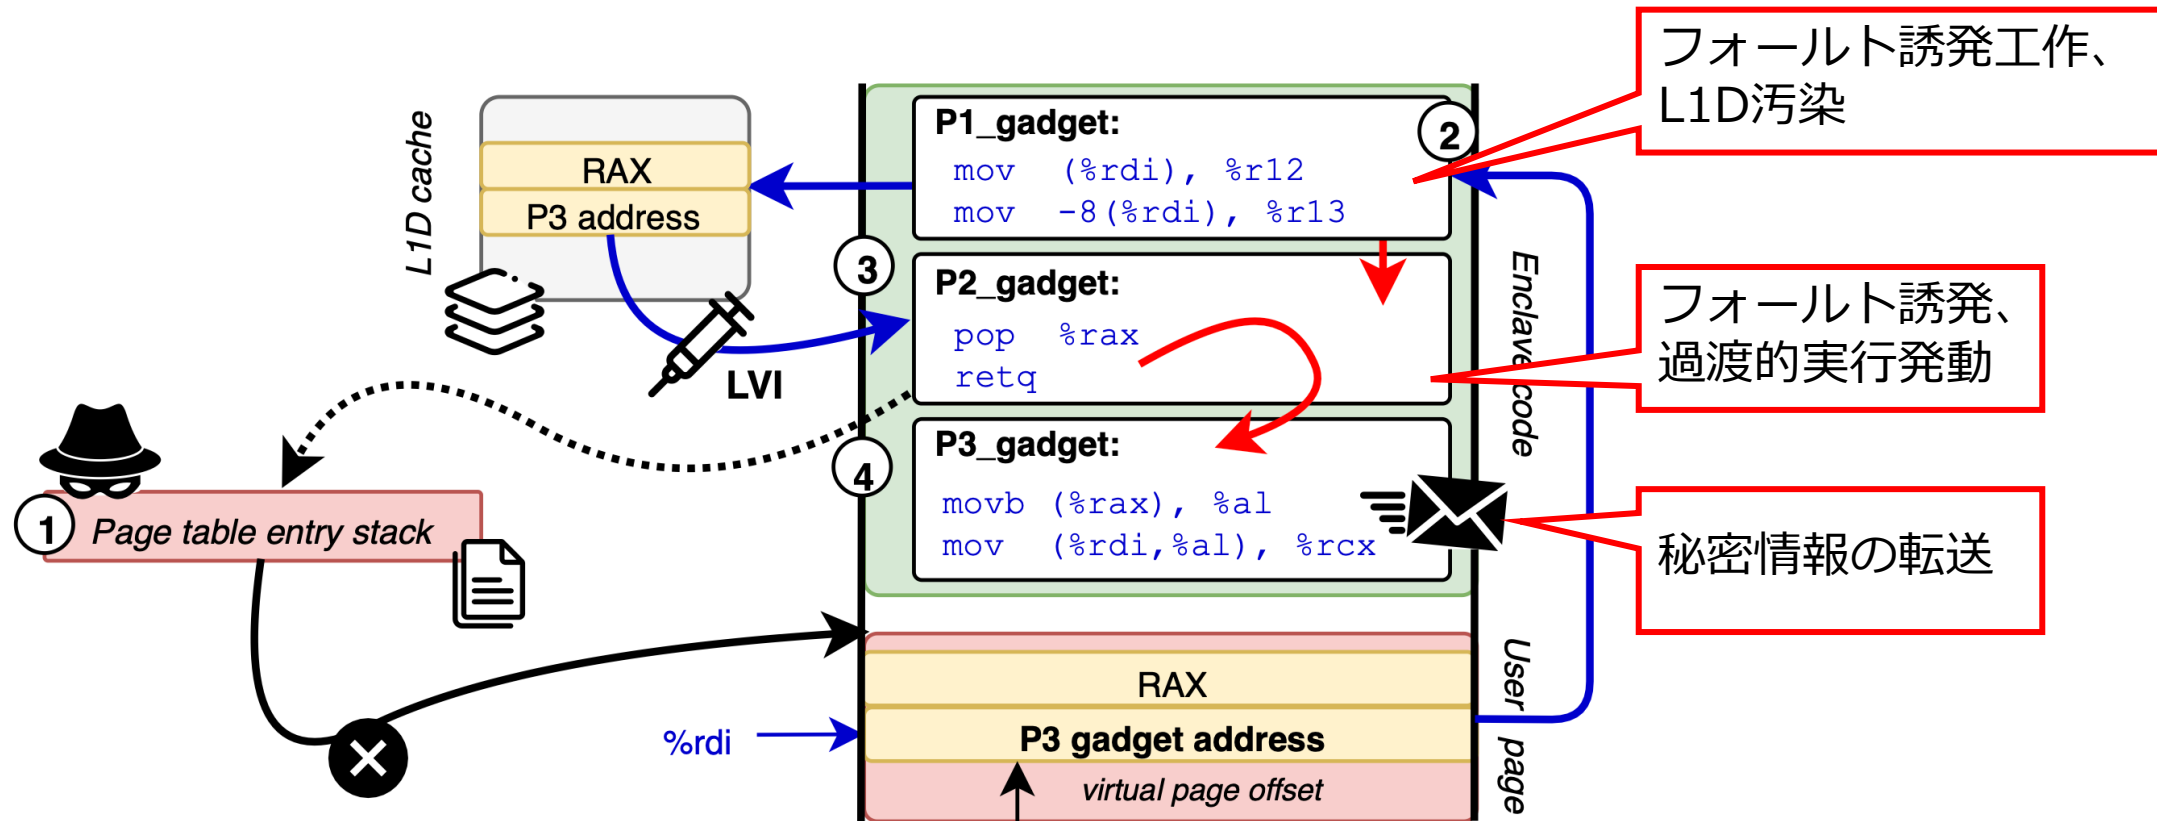 フォールト誘発工作、
L1D汚染
L1D cache
RAX
P3 address
P1_gadget:
2
mov (%rdi), %r12
mov -8(%rdi), %r13
3
P2_gadget:
pop %rax
retq
LVI
Enclave code
フォールト誘発、
過渡的実行発動
4
P3_gadget:
movb (%rax), %al
mov (%rdi,%al), %rcx
秘密情報の転送
1
Page table entry stack
RAX
%rdi
P3 gadget address
virtual page offset
User page